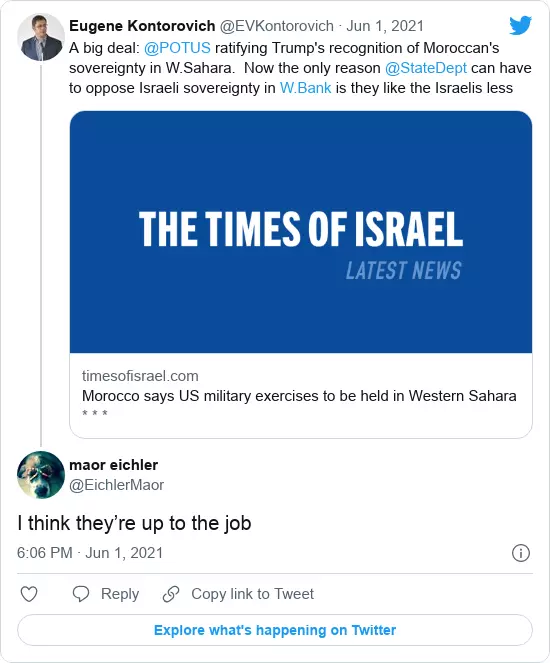 Eugene Kontorovich @EVKontorovich · Jun 1, 2021
A big deal: @POTUS ratifying Trump's recognition of Moroccan's
sovereignty in W.Sahara.  Now the only reason @StateDept can have
to oppose Israeli sovereignty in W.Bank is they like the Israelis less
THE TIMES OF ISRAEL
LATEST NEWS
timesofisrael.com
Morocco says US military exercises to be held in Western Sahara
* * *
maor eichler
@EichlerMaor
I think they’re up to the job
6:06 PM · Jun 1, 2021
Reply
Copy link to Tweet
Explore what's happening on Twitter